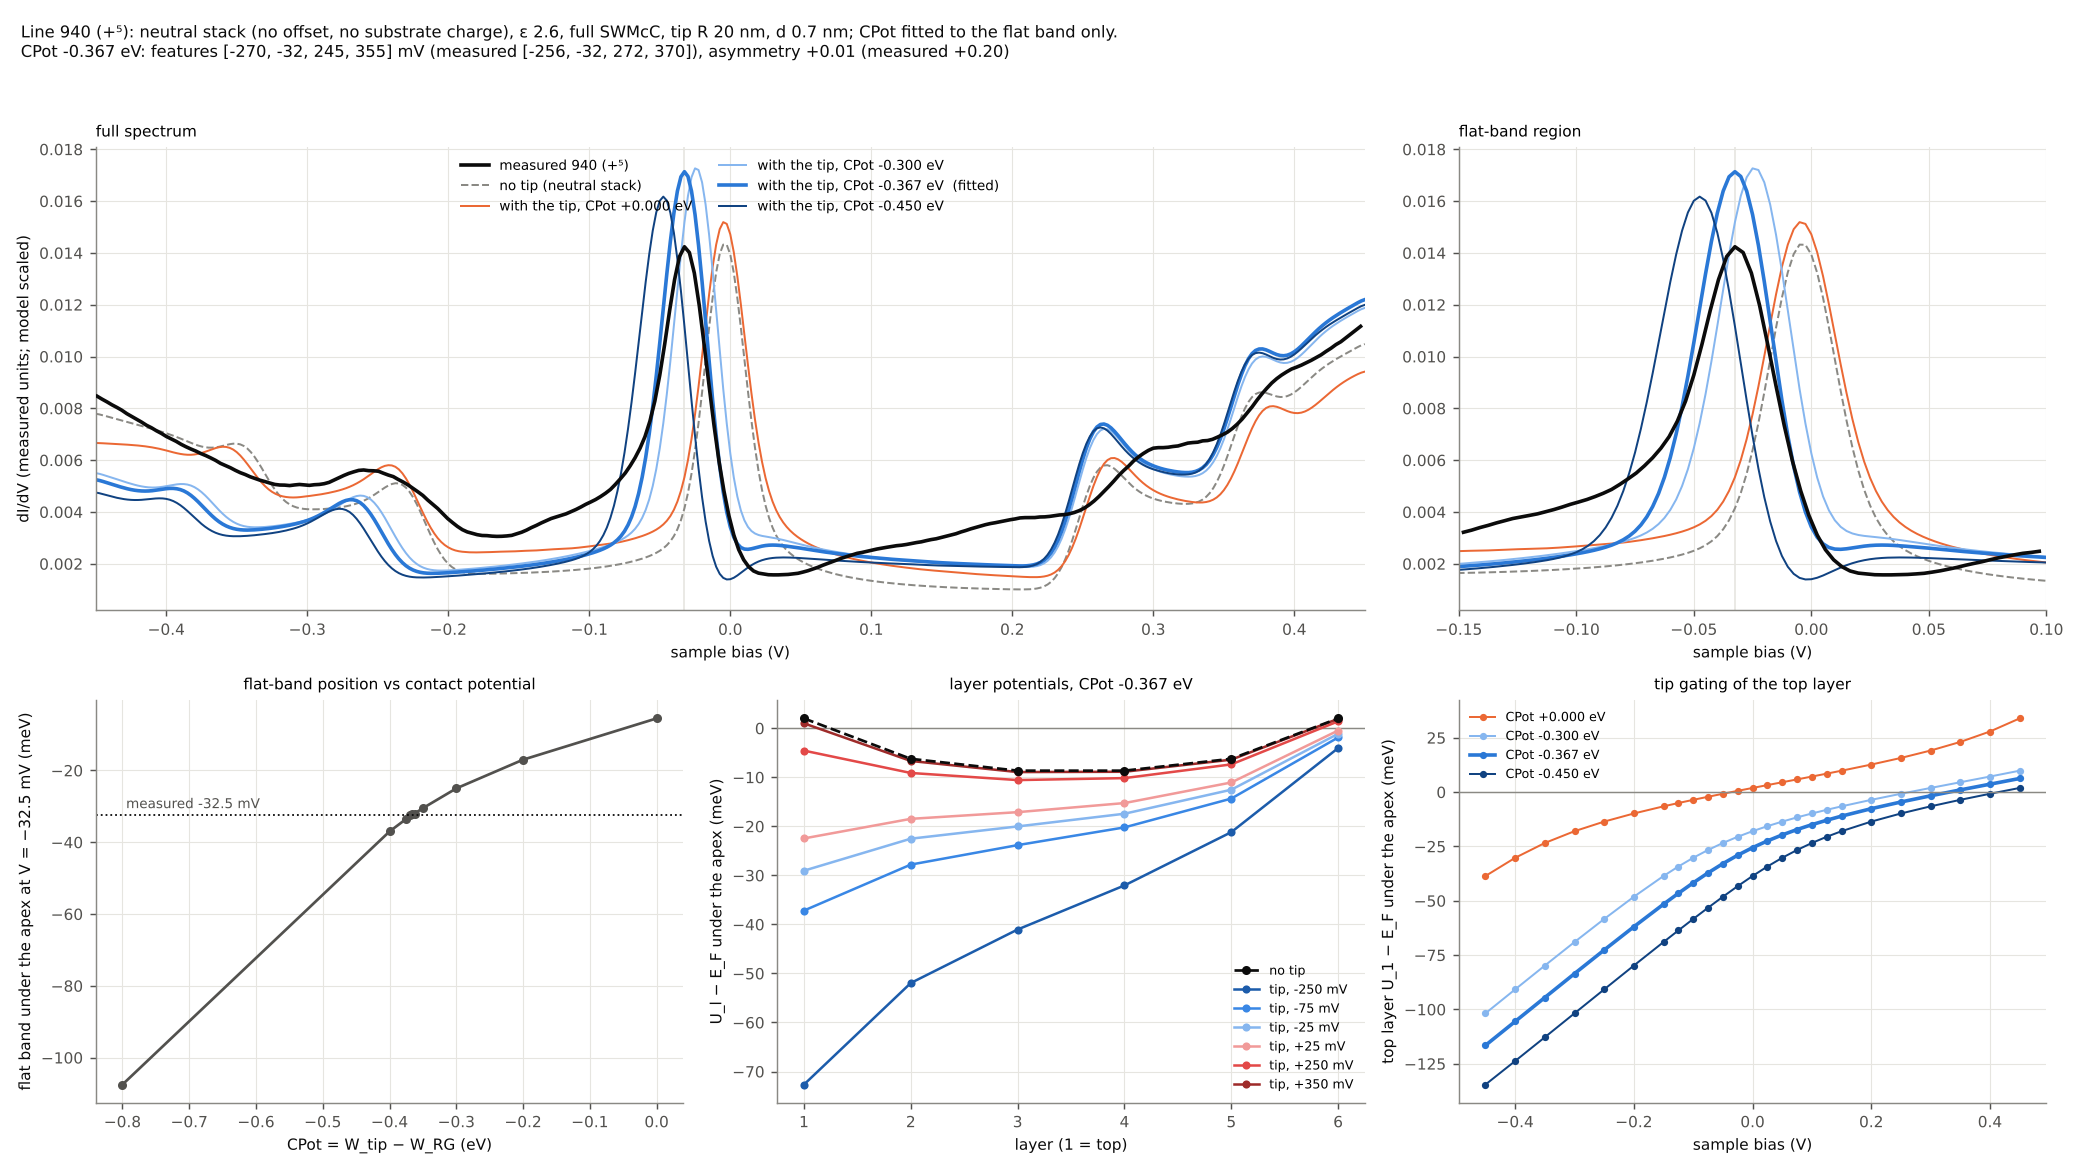 Line 940 (+⁵): neutral stack (no offset, no substrate charge), ε 2.6, full SWMcC, tip R 20 nm, d 0.7 nm; CPot fitted to the flat band only.
CPot -0.367 eV: features [-270, -32, 245, 355] mV (measured [-256, -32, 272, 370]), asymmetry +0.01 (measured +0.20)
full spectrum
dI/dV (measured units; model scaled)
0.018
0.016
0.014
0.012
0.010
0.008
0.006
0.004
0.002
measured 940 (+⁵)
no tip (neutral stack)
with the tip, CPot +0.000 eV
with the tip, CPot -0.300 eV
with the tip, CPot -0.367 eV (fitted)
with the tip, CPot -0.450 eV
−0.4 −0.3 −0.2 −0.1 0.0 0.1 0.2 0.3 0.4
sample bias (V)
flat-band region
0.018
0.016
0.014
0.012
0.010
0.008
0.006
0.004
0.002
−0.15 −0.10 −0.05 0.00 0.05 0.10
sample bias (V)
flat-band position vs contact potential
flat band under the apex at V = −32.5 mV (meV)
−20
−40
−60
−80
−100
measured -32.5 mV
−0.8 −0.7 −0.6 −0.5 −0.4 −0.3 −0.2 −0.1 0.0
CPot = W_tip − W_RG (eV)
layer potentials, CPot -0.367 eV
U_l − E_F under the apex (meV)
0
−10
−20
−30
−40
−50
−60
−70
no tip
tip, -250 mV
tip, -75 mV
tip, -25 mV
tip, +25 mV
tip, +250 mV
tip, +350 mV
1 2 3 4 5 6
layer (1 = top)
tip gating of the top layer
top layer U_1 − E_F under the apex (meV)
25
0
−25
−50
−75
−100
−125
CPot +0.000 eV
CPot -0.300 eV
CPot -0.367 eV
CPot -0.450 eV
−0.4 −0.2 0.0 0.2 0.4
sample bias (V)